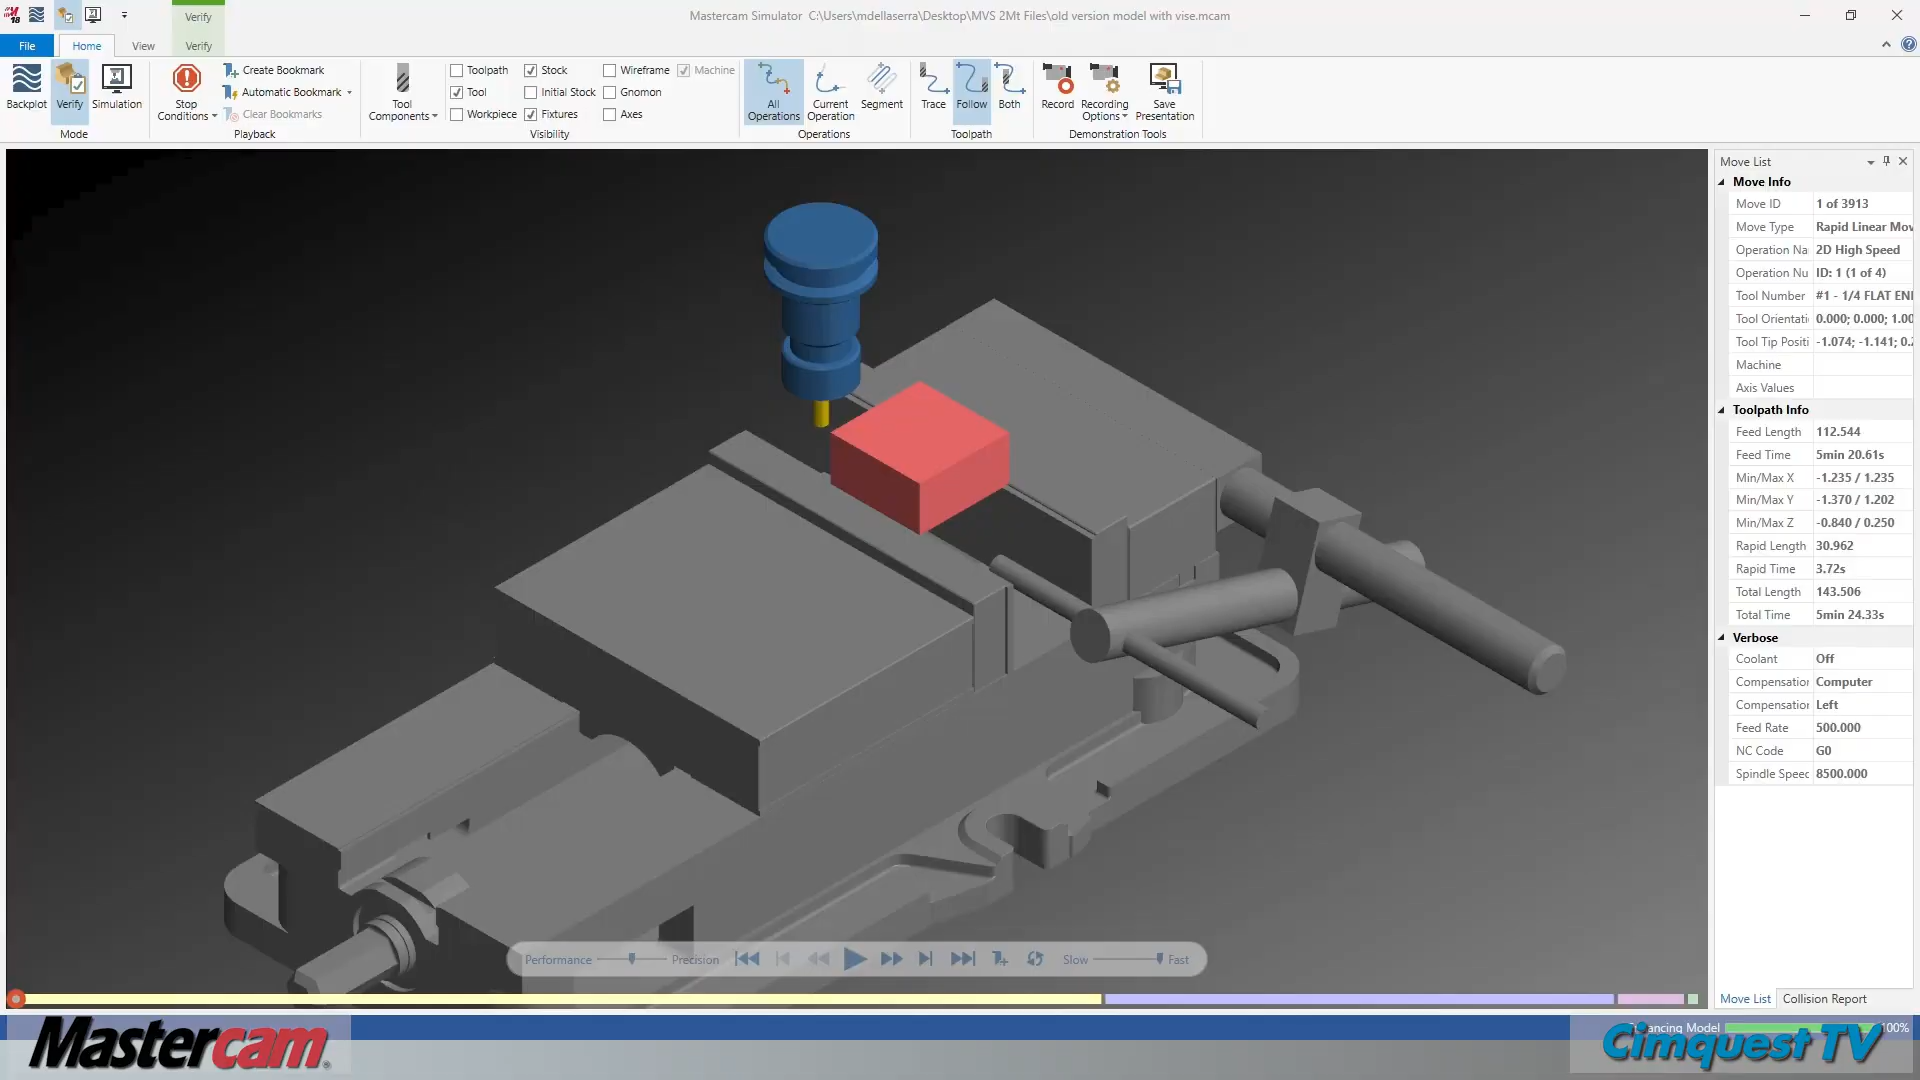 Verify
Mastercam Simulator C:\Users\mdellaserra\Desktop\MVS 2Mt Files\old version model with vise.mcam
File Home View Verify
Backplot Verify Simulation
Mode
Stop Conditions
Create Bookmark
Automatic Bookmark
Clear Bookmarks
Playback
Tool Components
Toolpath Stock Wireframe Machine
Tool Initial Stock Gnomon
Workpiece Fixtures Axes
Visibility
All Operations Current Operation Segment
Operations
Trace Follow Both
Toolpath
Record Recording Options Save Presentation
Demonstration Tools
Move List
Move Info
Move ID 1 of 3913
Move Type Rapid Linear Mov
Operation Na 2D High Speed
Operation Nu ID: 1 (1 of 4)
Tool Number #1 - 1/4 FLAT EN
Tool Orientati 0.000; 0.000; 1.00
Tool Tip Positi -1.074; -1.141; 0.2
Machine
Axis Values
Toolpath Info
Feed Length 112.544
Feed Time 5min 20.61s
Min/Max X -1.235 / 1.235
Min/Max Y -1.370 / 1.202
Min/Max Z -0.840 / 0.250
Rapid Length 30.962
Rapid Time 3.72s
Total Length 143.506
Total Time 5min 24.33s
Verbose
Coolant Off
Compensation Computer
Compensation Left
Feed Rate 500.000
NC Code G0
Spindle Speed 8500.000
Performance Precision Slow Fast
Move List Collision Report
Model 100%
Mastercam
Cimquest TV